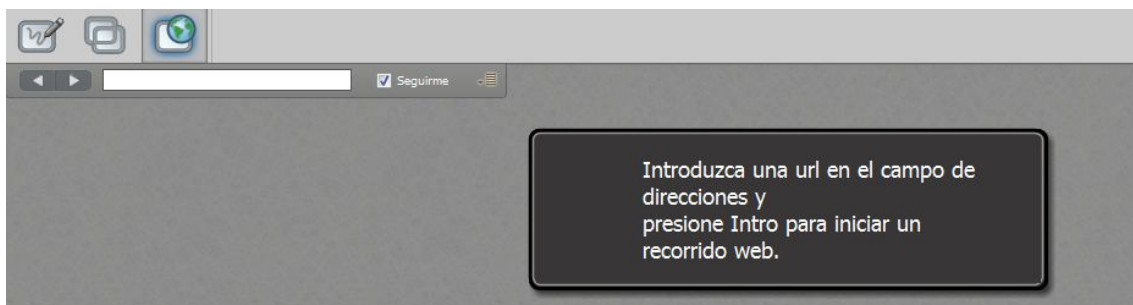 Seguirme
Introduzca una url en el campo de
direcciones y
presione Intro para iniciar un
recorrido web.